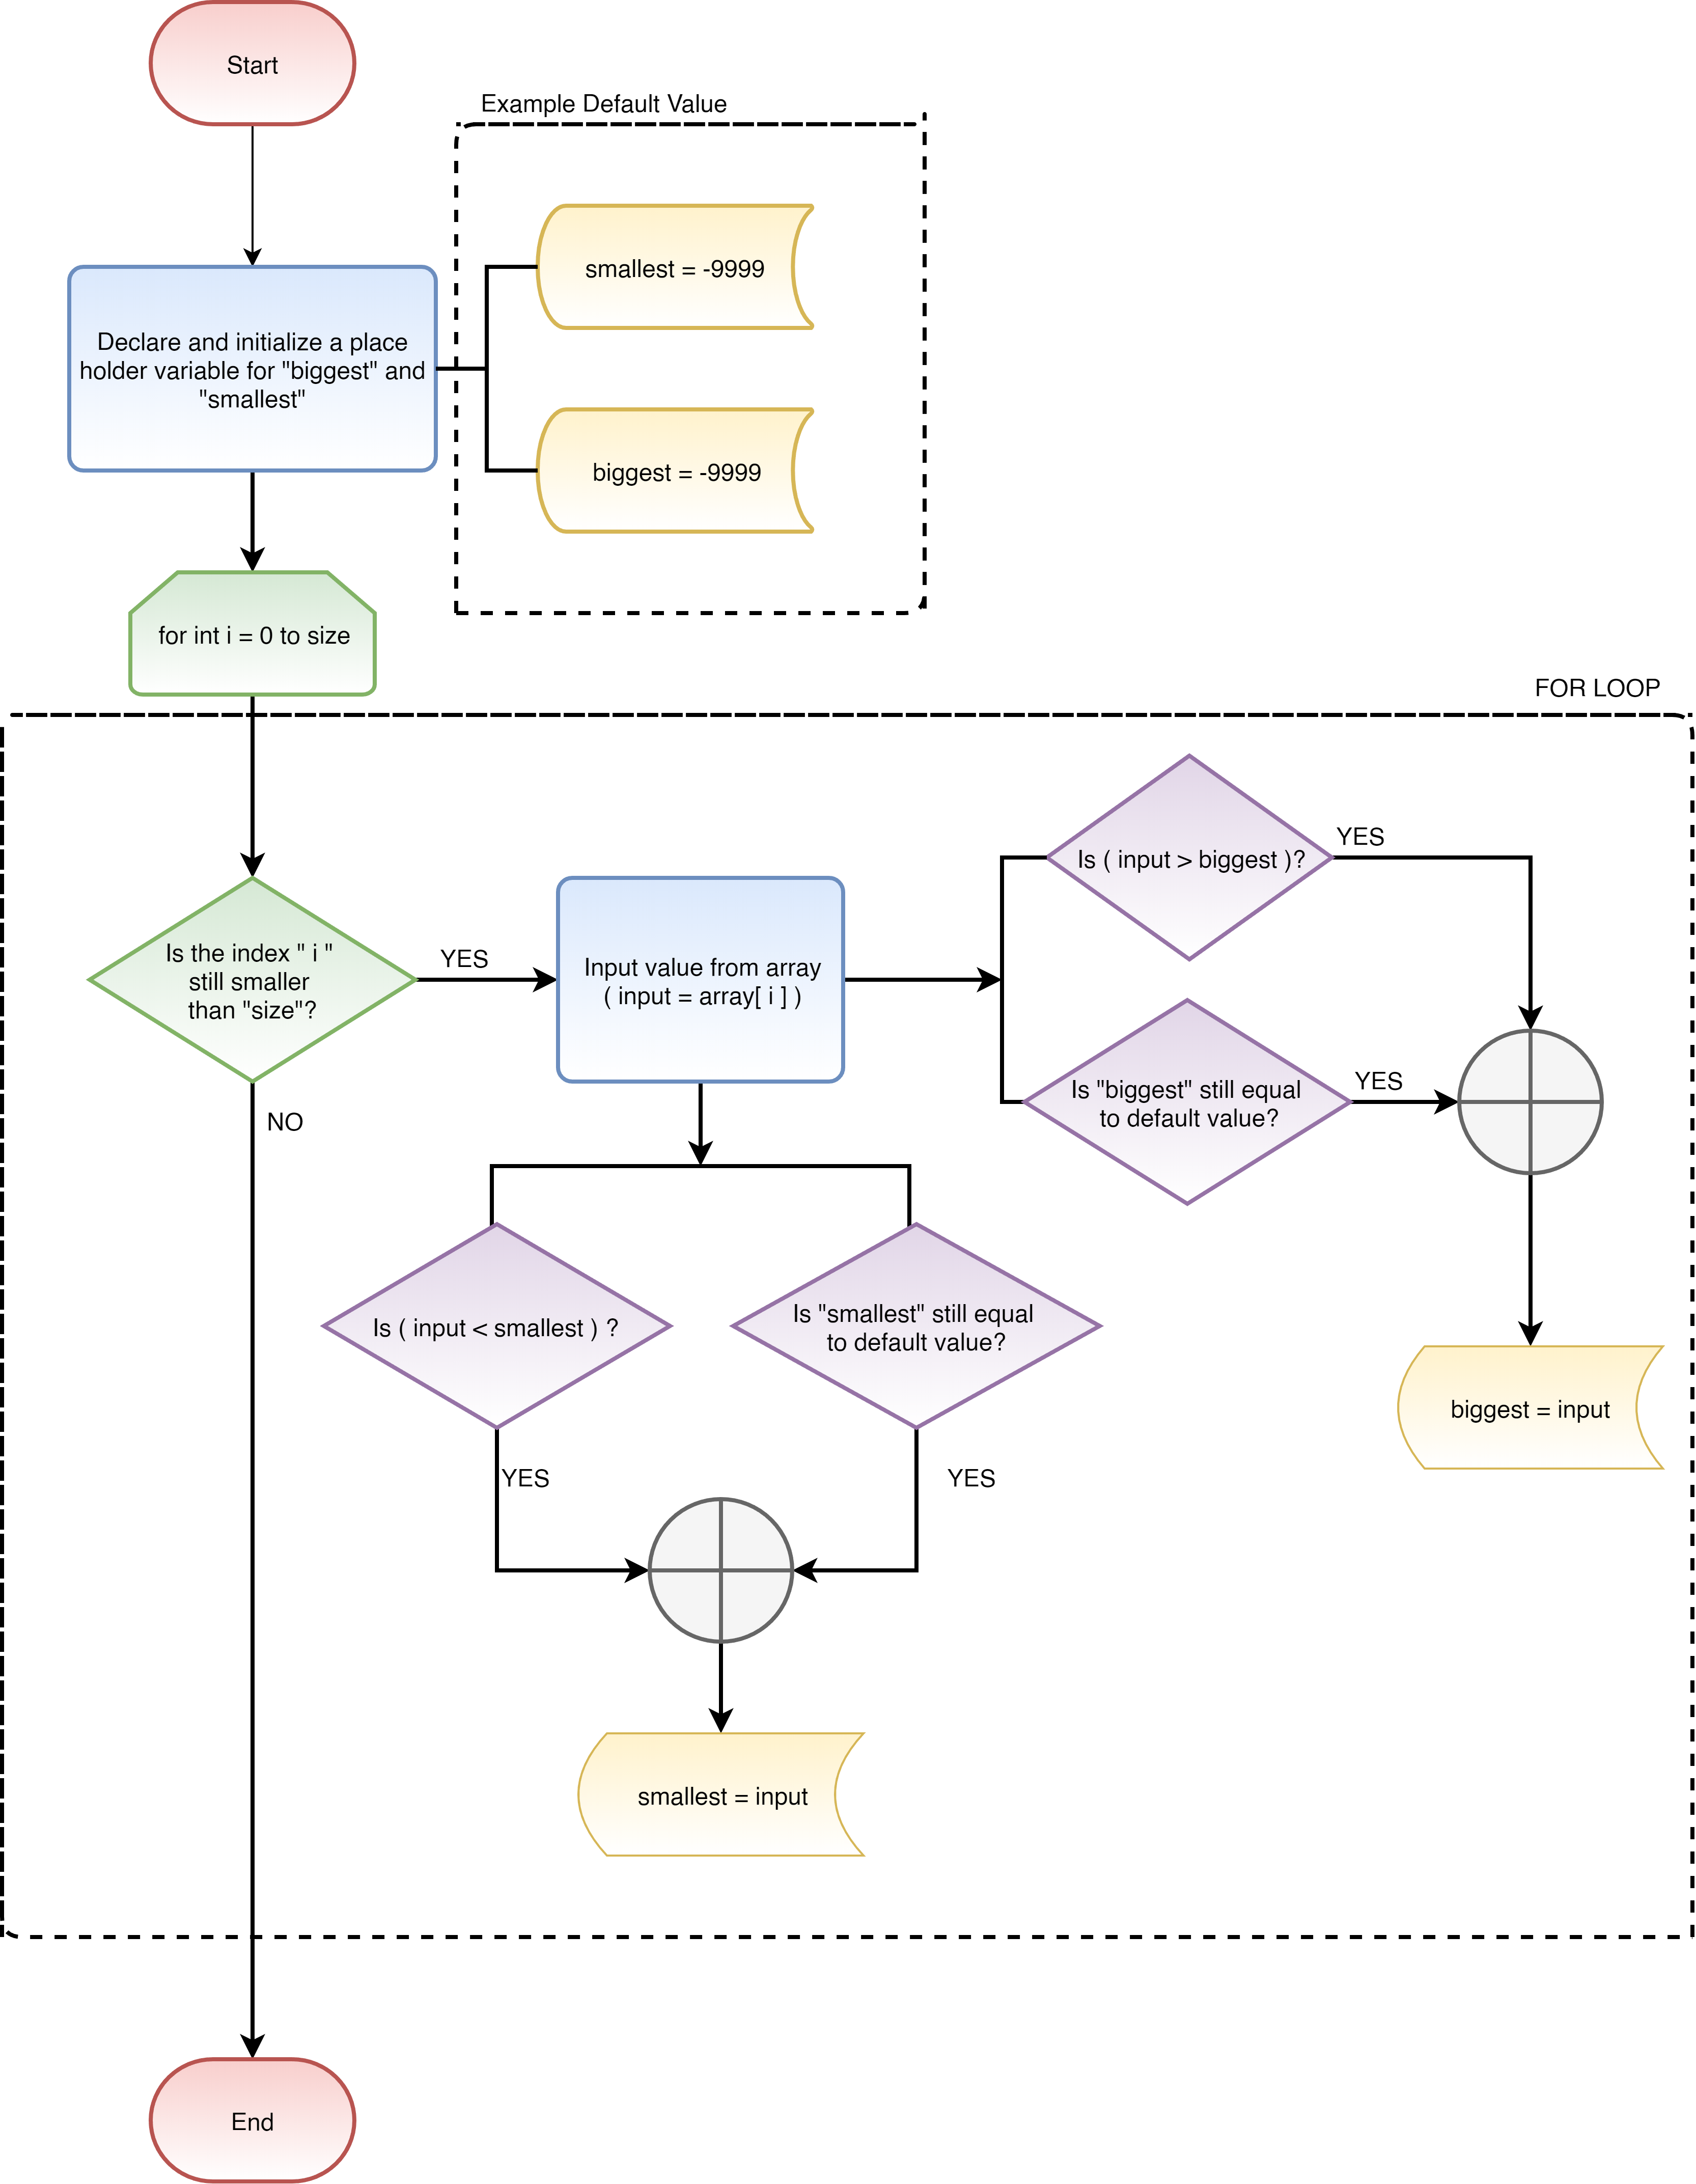 Start
Example Default Value
smallest = -9999
Declare and initialize a place
holder variable for "biggest" and
"smallest"
biggest = -9999
for int i = 0 to size
FOR LOOP
YES
Is ( input > biggest )?
Is the index " i "
still smaller
than "size"?
YES
Input value from array
( input = array[ i ] )
Is "biggest" still equal
to default value?
YES
NO
Is ( input < smallest ) ?
Is "smallest" still equal
to default value?
biggest = input
YES
YES
smallest = input
End